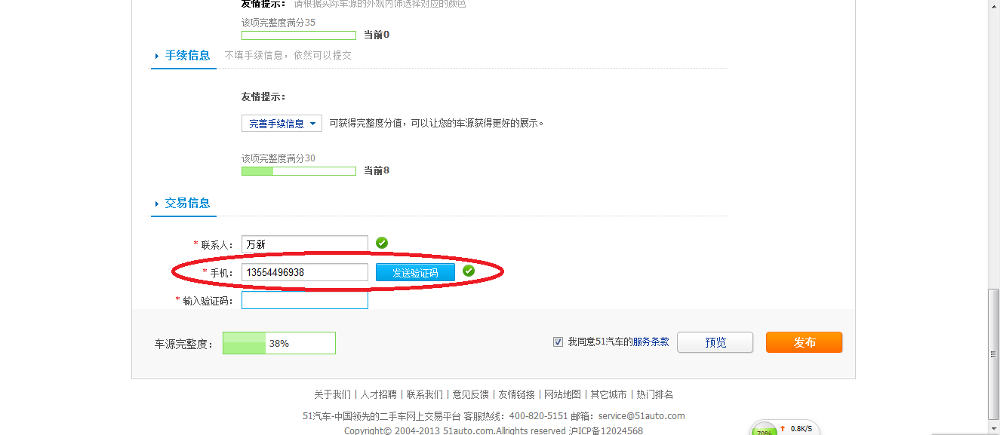 友情提示： 请根据实际车源的外观内饰选择对应的颜色
该项完整度满分35
当前0
手续信息 不填手续信息，依然可以提交
友情提示：
完善手续信息 可获得完整度分值，可以让您的车源获得更好的展示。
该项完整度满分30
当前8
交易信息
* 联系人： 万新
* 手机： 13554496938 发送验证码
* 输入验证码：
车源完整度： 38% 我同意51汽车的服务条款 预览 发布
关于我们 | 人才招聘 | 联系我们 | 意见反馈 | 友情链接 | 网站地图 | 其它城市 | 热门排名
51汽车-中国领先的二手车网上交易平台 客服热线：400-820-5151 邮箱：service@51auto.com
Copyright© 2004-2013 51auto.com.Allrights reserved 沪ICP备12024568
70% 0.8K/S